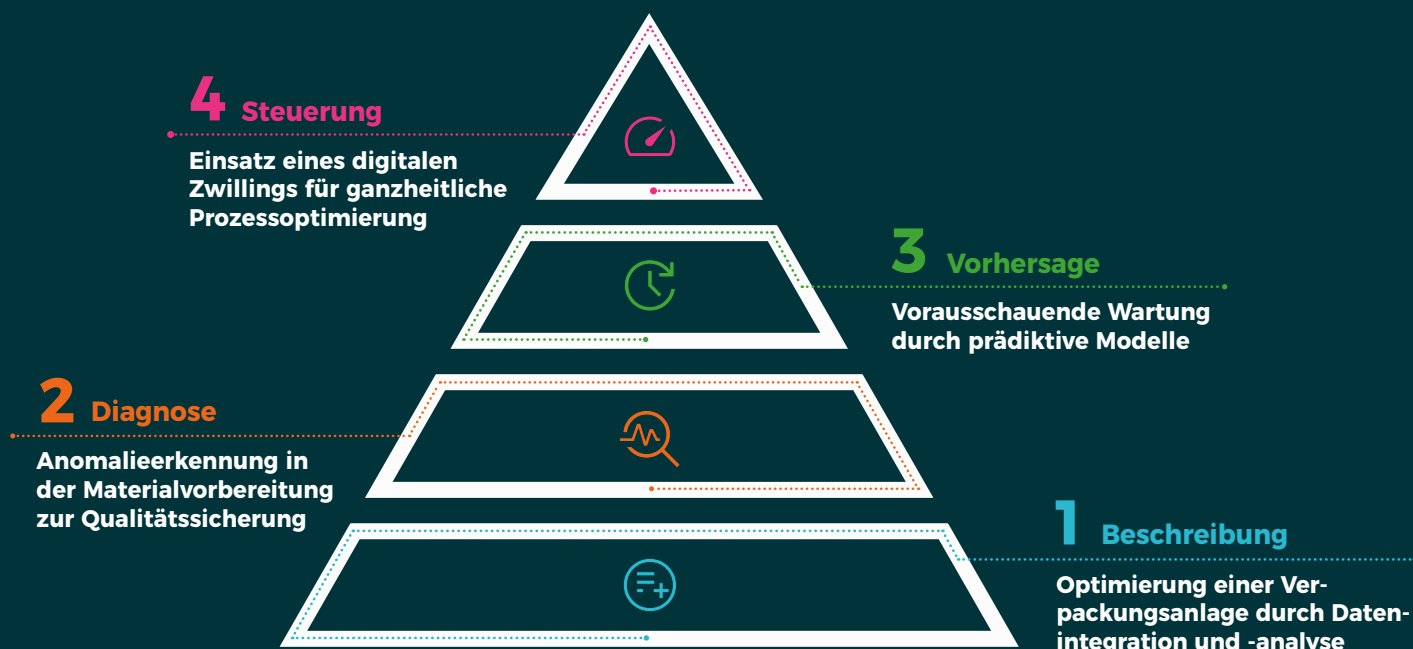 4 Steuerung
Einsatz eines digitalen
Zwillings für ganzheitliche
Prozessoptimierung
3 Vorhersage
Vorausschauende Wartung
durch prädiktive Modelle
2 Diagnose
Anomalieerkennung in
der Materialvorbereitung
zur Qualitätssicherung
1 Beschreibung
Optimierung einer Ver-
packungsanlage durch Daten-
integration und -analyse